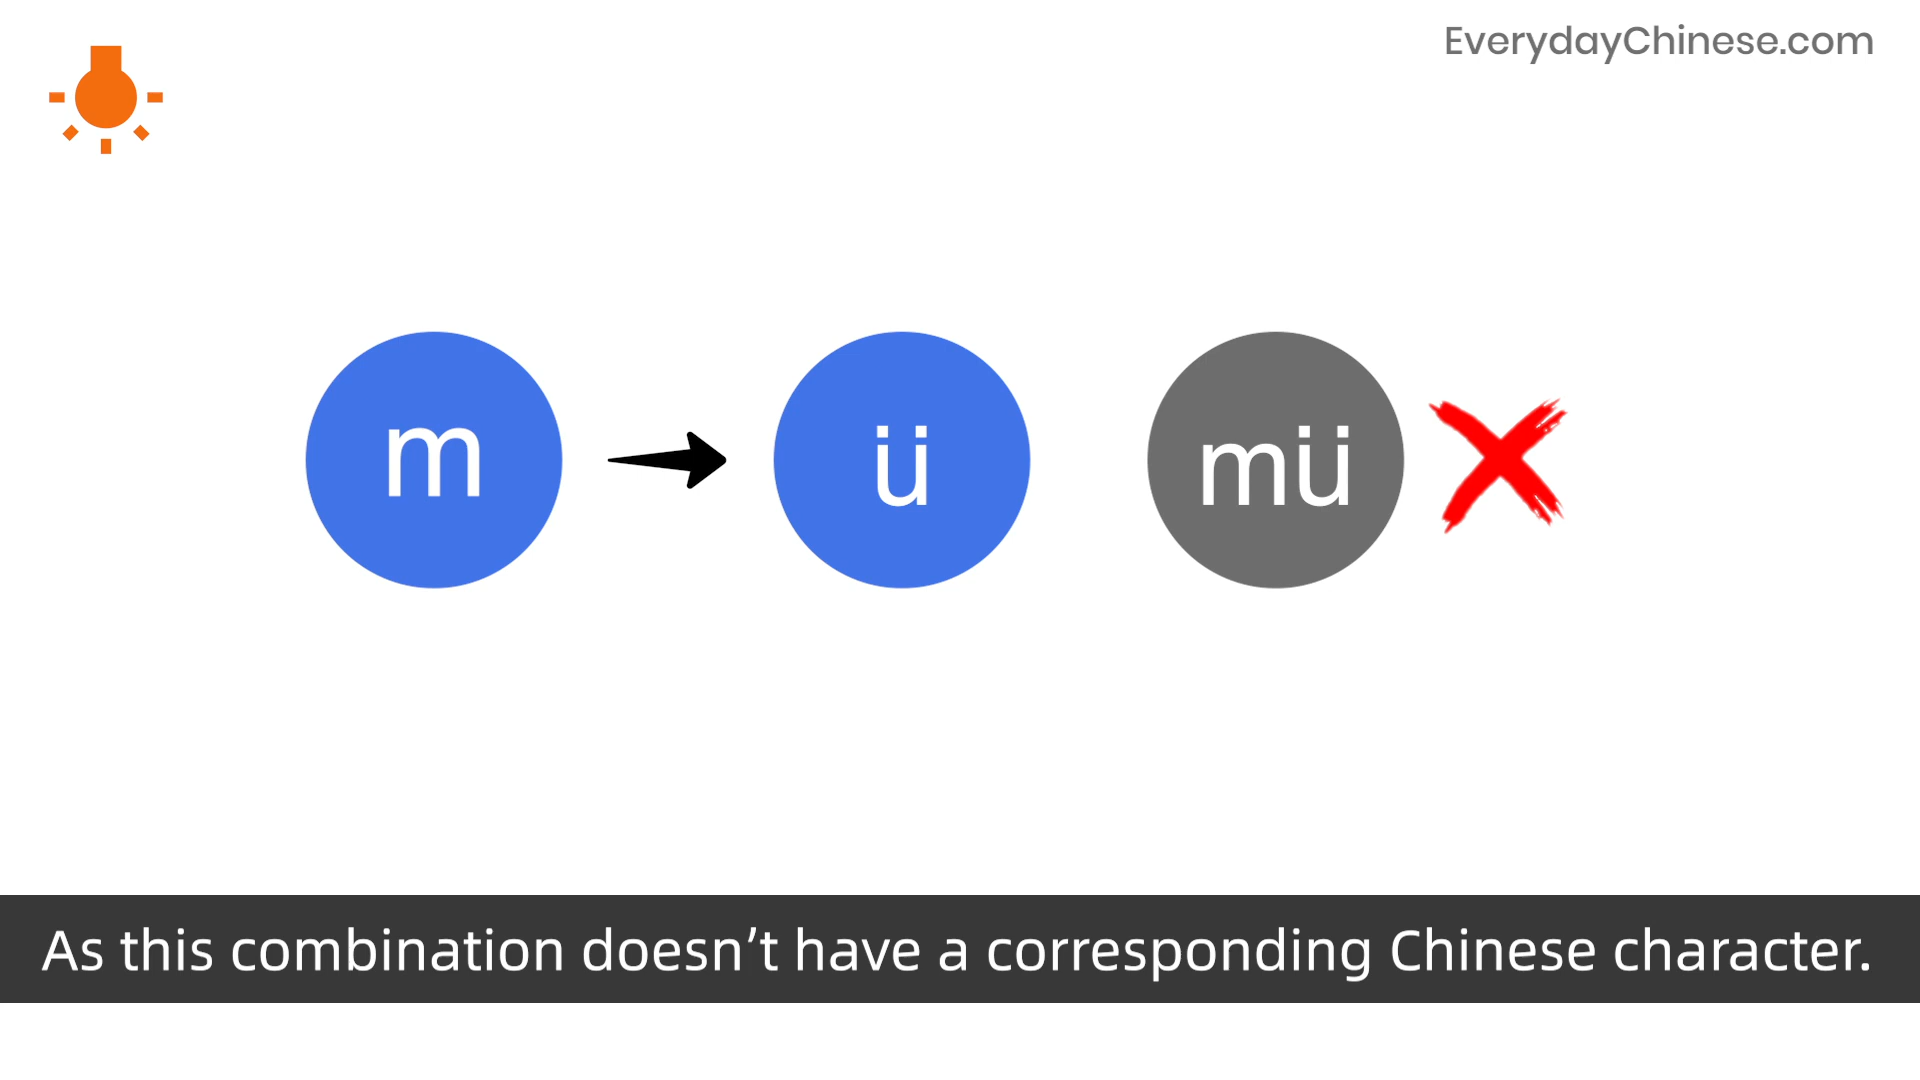 EverydayChinese.com
m
ü
mü
As this combination doesn’t have a corresponding Chinese character.